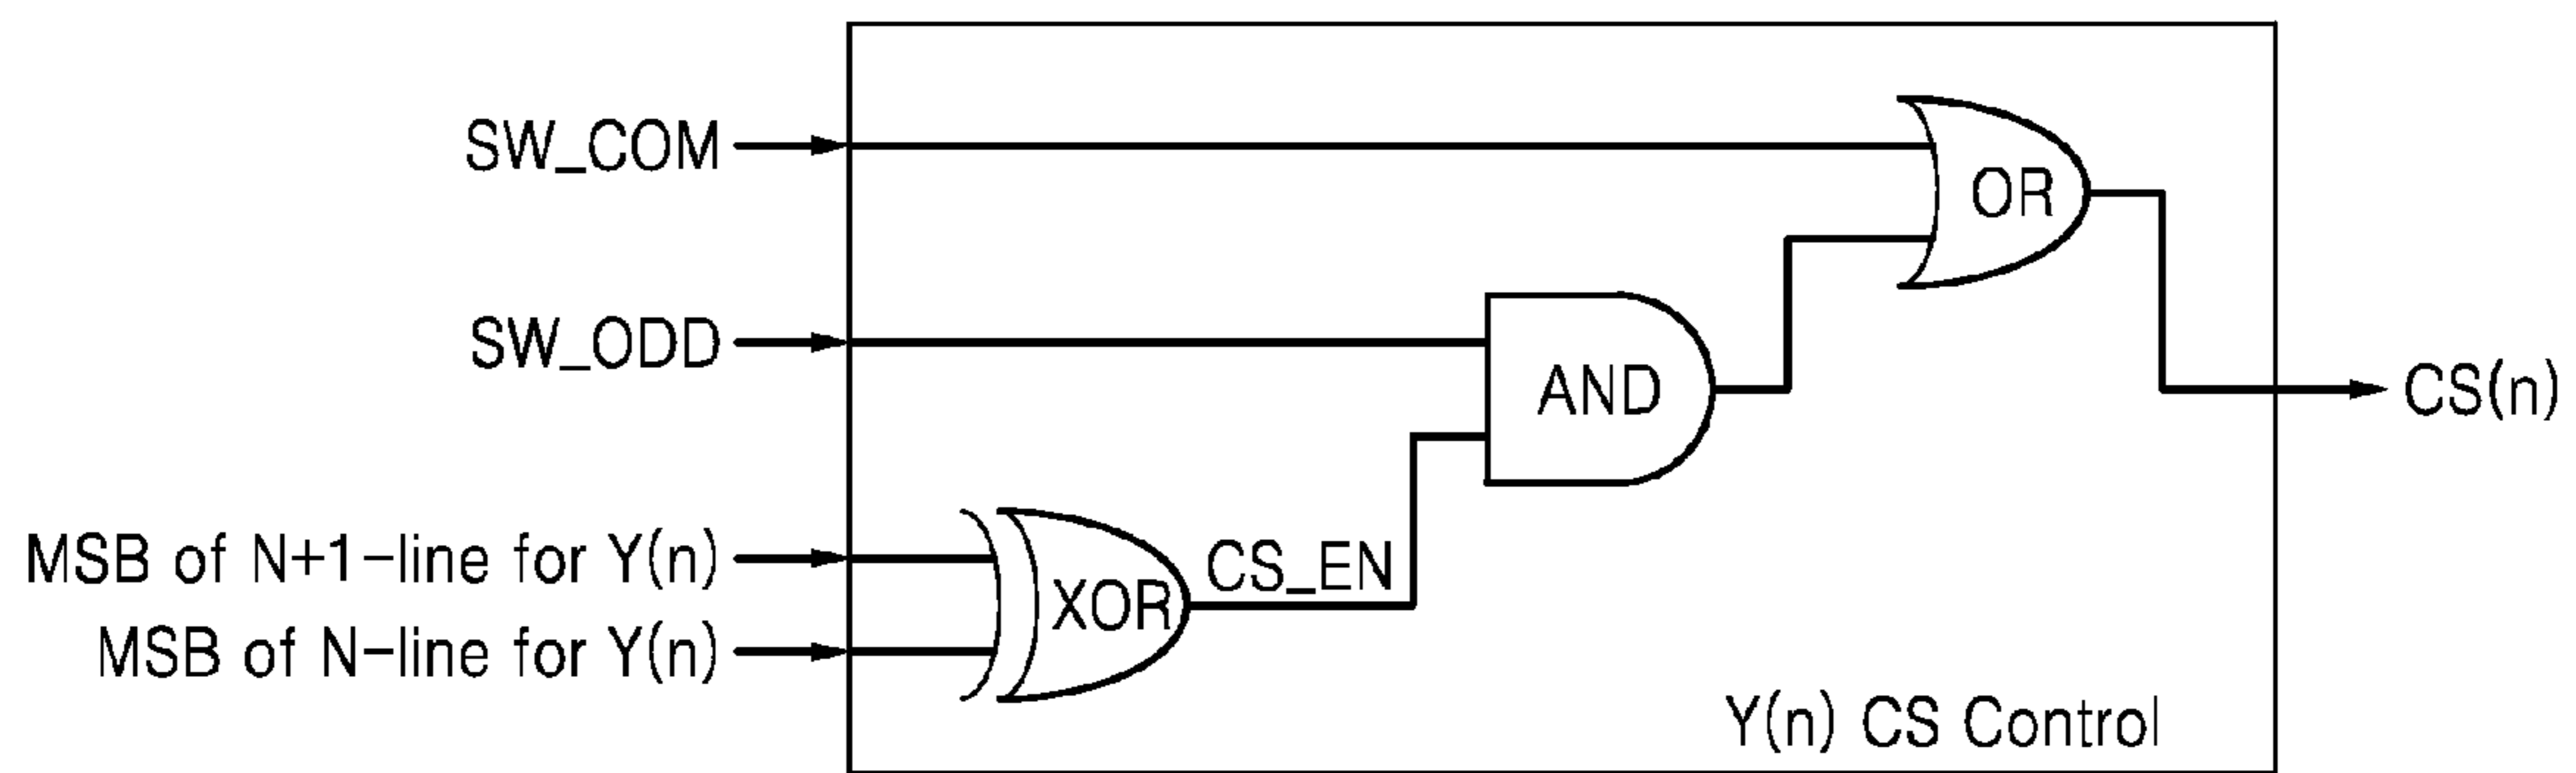 SW_COM
OR
SW_ODD
AND
CS(n)
MSB of N+1-line for Y(n)
CS_EN
XOR
MSB of N-line for Y(n)
Y(n) CS Control